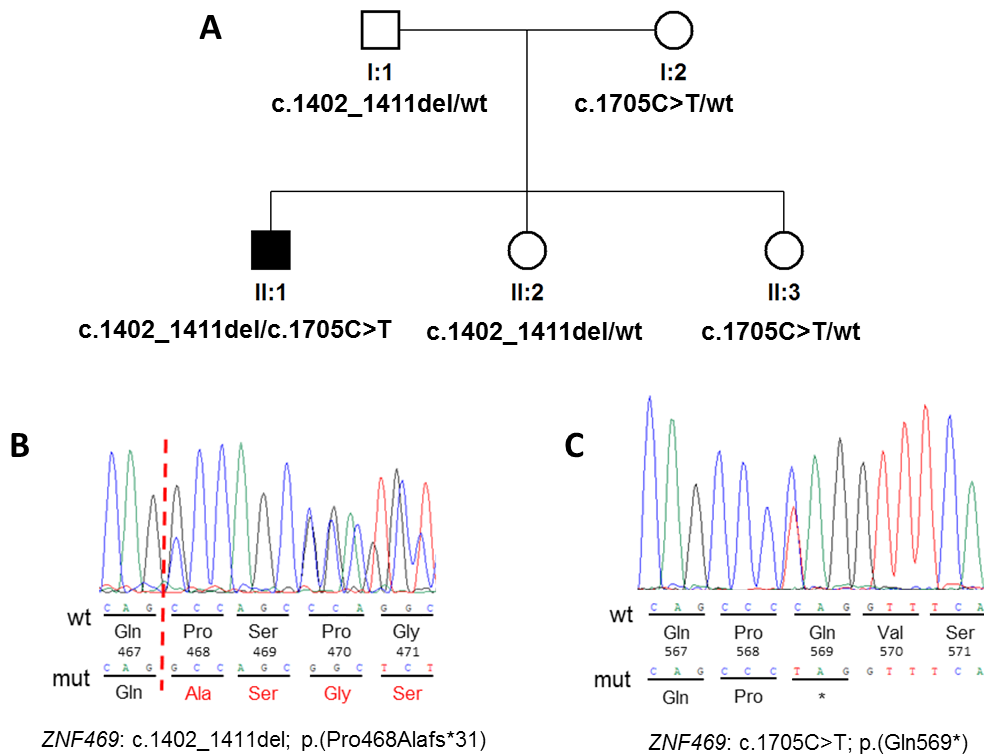 A
I:1
I:2
c.1402_1411del/wt
c.1705C>T/wt
II:1
II:2
II:3
c.1402_1411del/c.1705C>T
c.1402_1411del/wt
c.1705C>T/wt
B
wt
C A G C C C A G C C C A G G C
Gln Pro Ser Pro Gly
467 468 469 470 471
mut
C A G G C C A G C G G C T C T
Gln Ala Ser Gly Ser
ZNF469: c.1402_1411del; p.(Pro468Alafs*31)
C
wt
C A G C C C C A G G T T T C A
Gln Pro Gln Val Ser
567 568 569 570 571
mut
C A G C C C T A G G T T T C A
Gln Pro *
ZNF469: c.1705C>T; p.(Gln569*)